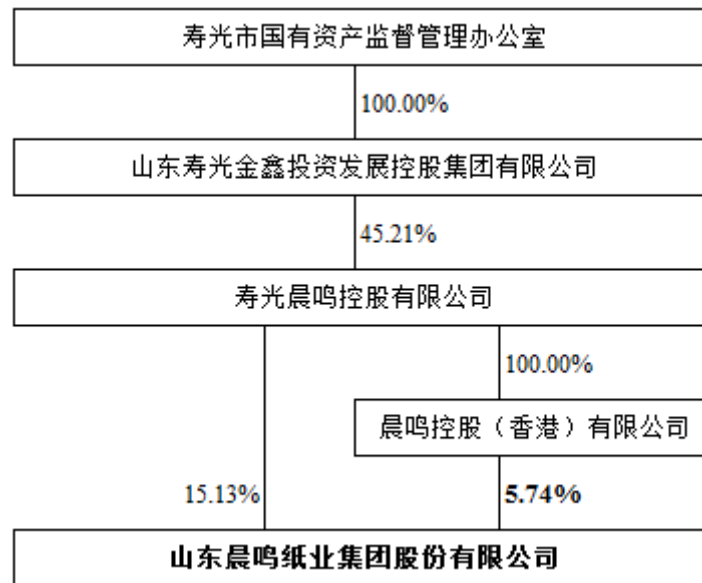 寿光市国有资产监督管理办公室
100.00%
山东寿光金鑫投资发展控股集团有限公司
45.21%
寿光晨鸣控股有限公司
100.00%
晨鸣控股（香港）有限公司
15.13%
5.74%
山东晨鸣纸业集团股份有限公司